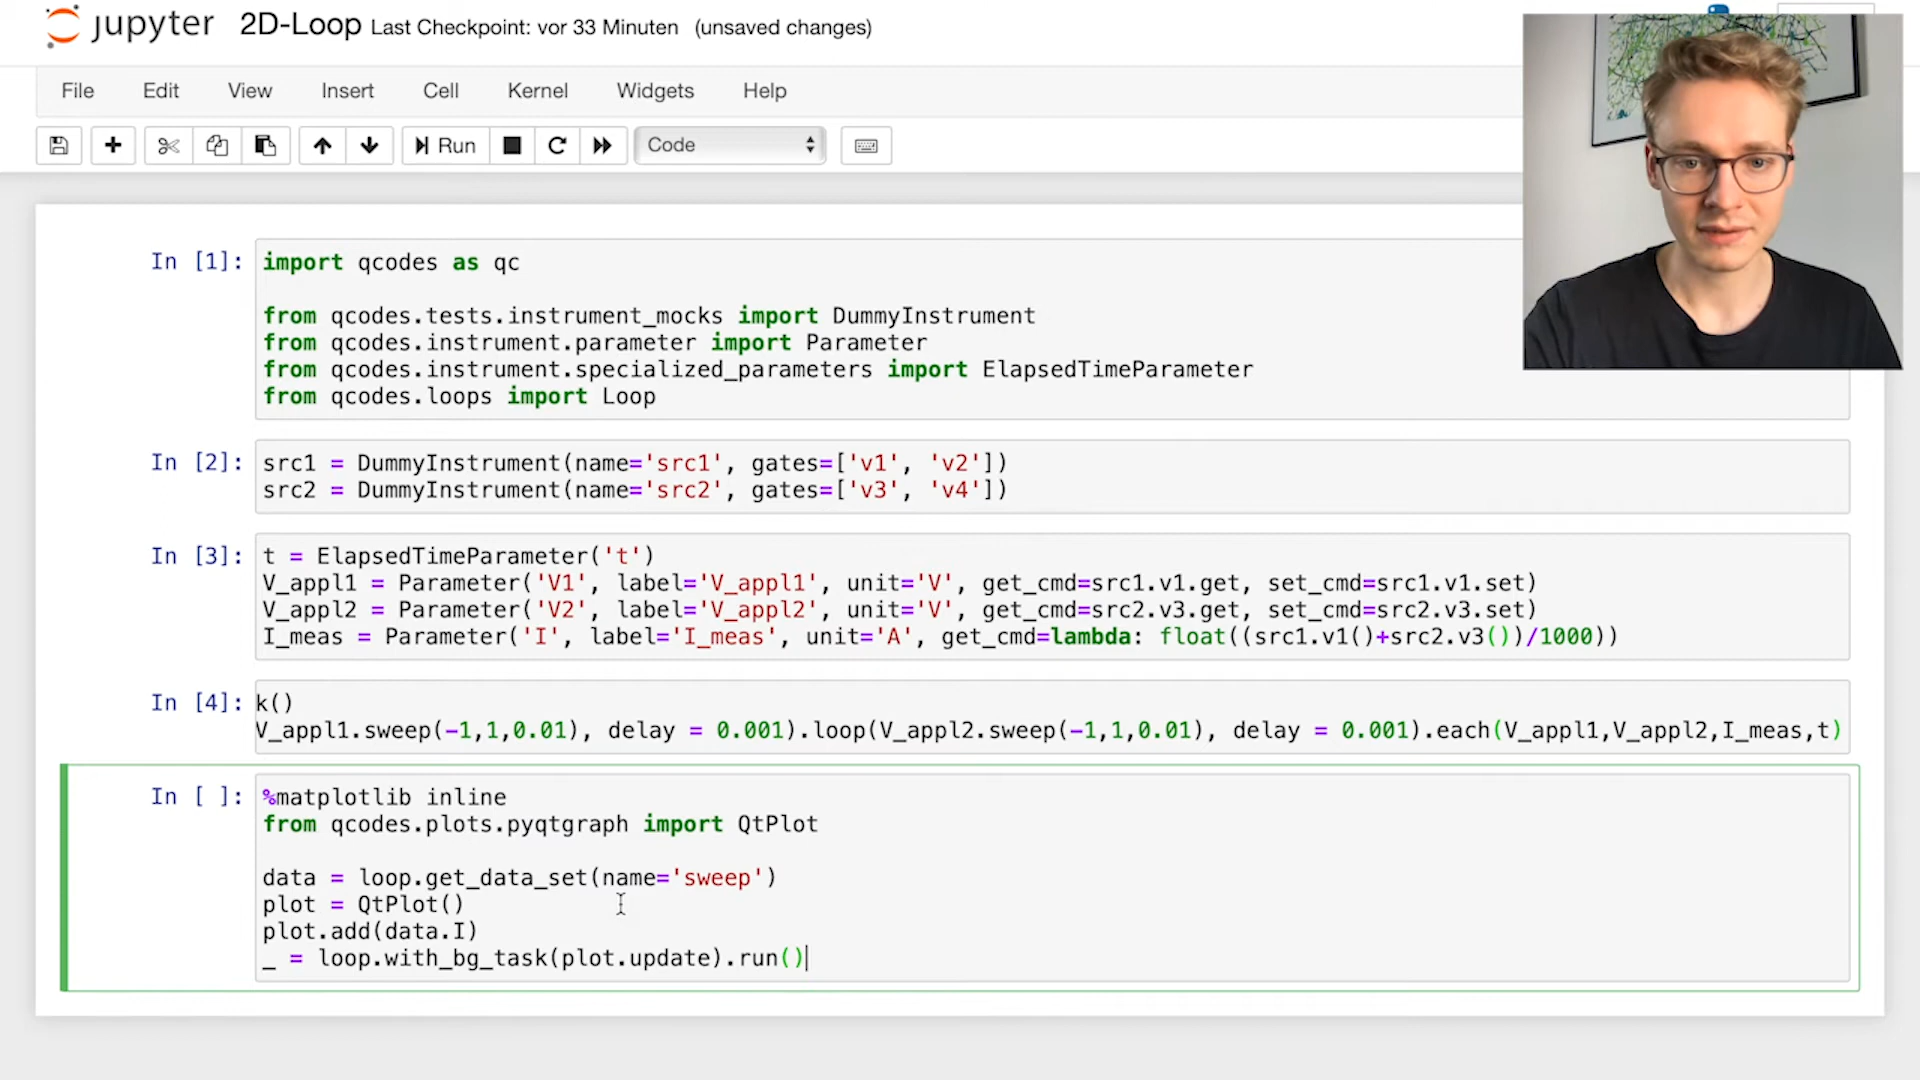 jupyter 2D-Loop Last Checkpoint: vor 33 Minuten (unsaved changes)
File Edit View Insert Cell Kernel Widgets Help
Run Code
In [1]: import qcodes as qc
from qcodes.tests.instrument_mocks import DummyInstrument
from qcodes.instrument.parameter import Parameter
from qcodes.instrument.specialized_parameters import ElapsedTimeParameter
from qcodes.loops import Loop
In [2]: src1 = DummyInstrument(name='src1', gates=['v1', 'v2'])
src2 = DummyInstrument(name='src2', gates=['v3', 'v4'])
In [3]: t = ElapsedTimeParameter('t')
V_appl1 = Parameter('V1', label='V_appl1', unit='V', get_cmd=src1.v1.get, set_cmd=src1.v1.set)
V_appl2 = Parameter('V2', label='V_appl2', unit='V', get_cmd=src2.v3.get, set_cmd=src2.v3.set)
I_meas = Parameter('I', label='I_meas', unit='A', get_cmd=lambda: float((src1.v1()+src2.v3())/1000))
In [4]: k()
V_appl1.sweep(-1,1,0.01), delay = 0.001).loop(V_appl2.sweep(-1,1,0.01), delay = 0.001).each(V_appl1,V_appl2,I_meas,t)
In [ ]: %matplotlib inline
from qcodes.plots.pyqtgraph import QtPlot
data = loop.get_data_set(name='sweep')
plot = QtPlot()
plot.add(data.I)
_ = loop.with_bg_task(plot.update).run()